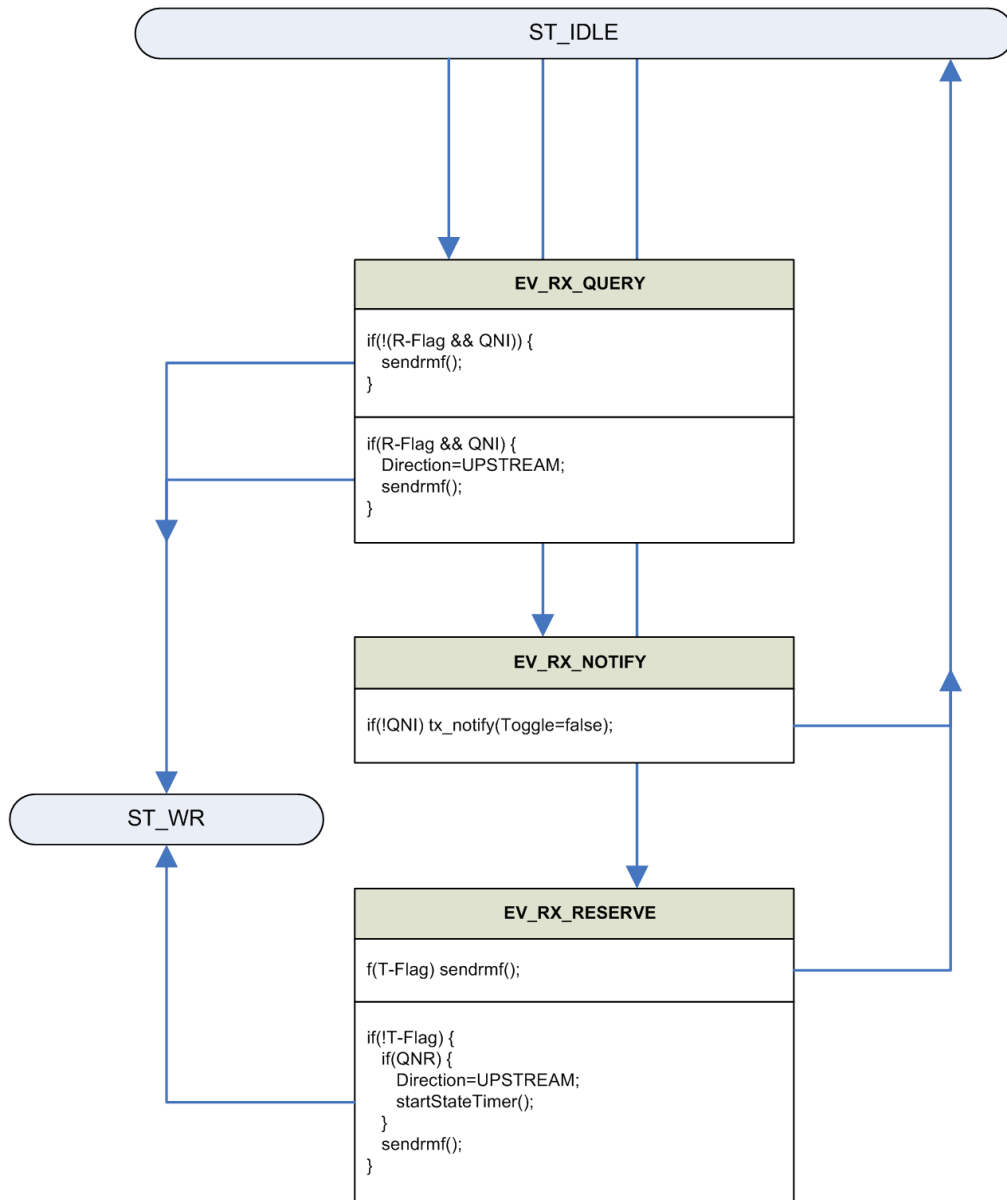 ST_IDLE
EV_RX_QUERY
if(!(R-Flag && QNI)) {
sendrmf();
}
if(R-Flag && QNI) {
Direction=UPSTREAM;
sendrmf();
}
EV_RX_NOTIFY
if(!QNI) tx_notify(Toggle=false);
ST_WR
EV_RX_RESERVE
f(T-Flag) sendrmf();
if(!T-Flag) {
if(QNR) {
Direction=UPSTREAM;
startStateTimer();
}
sendrmf();
}